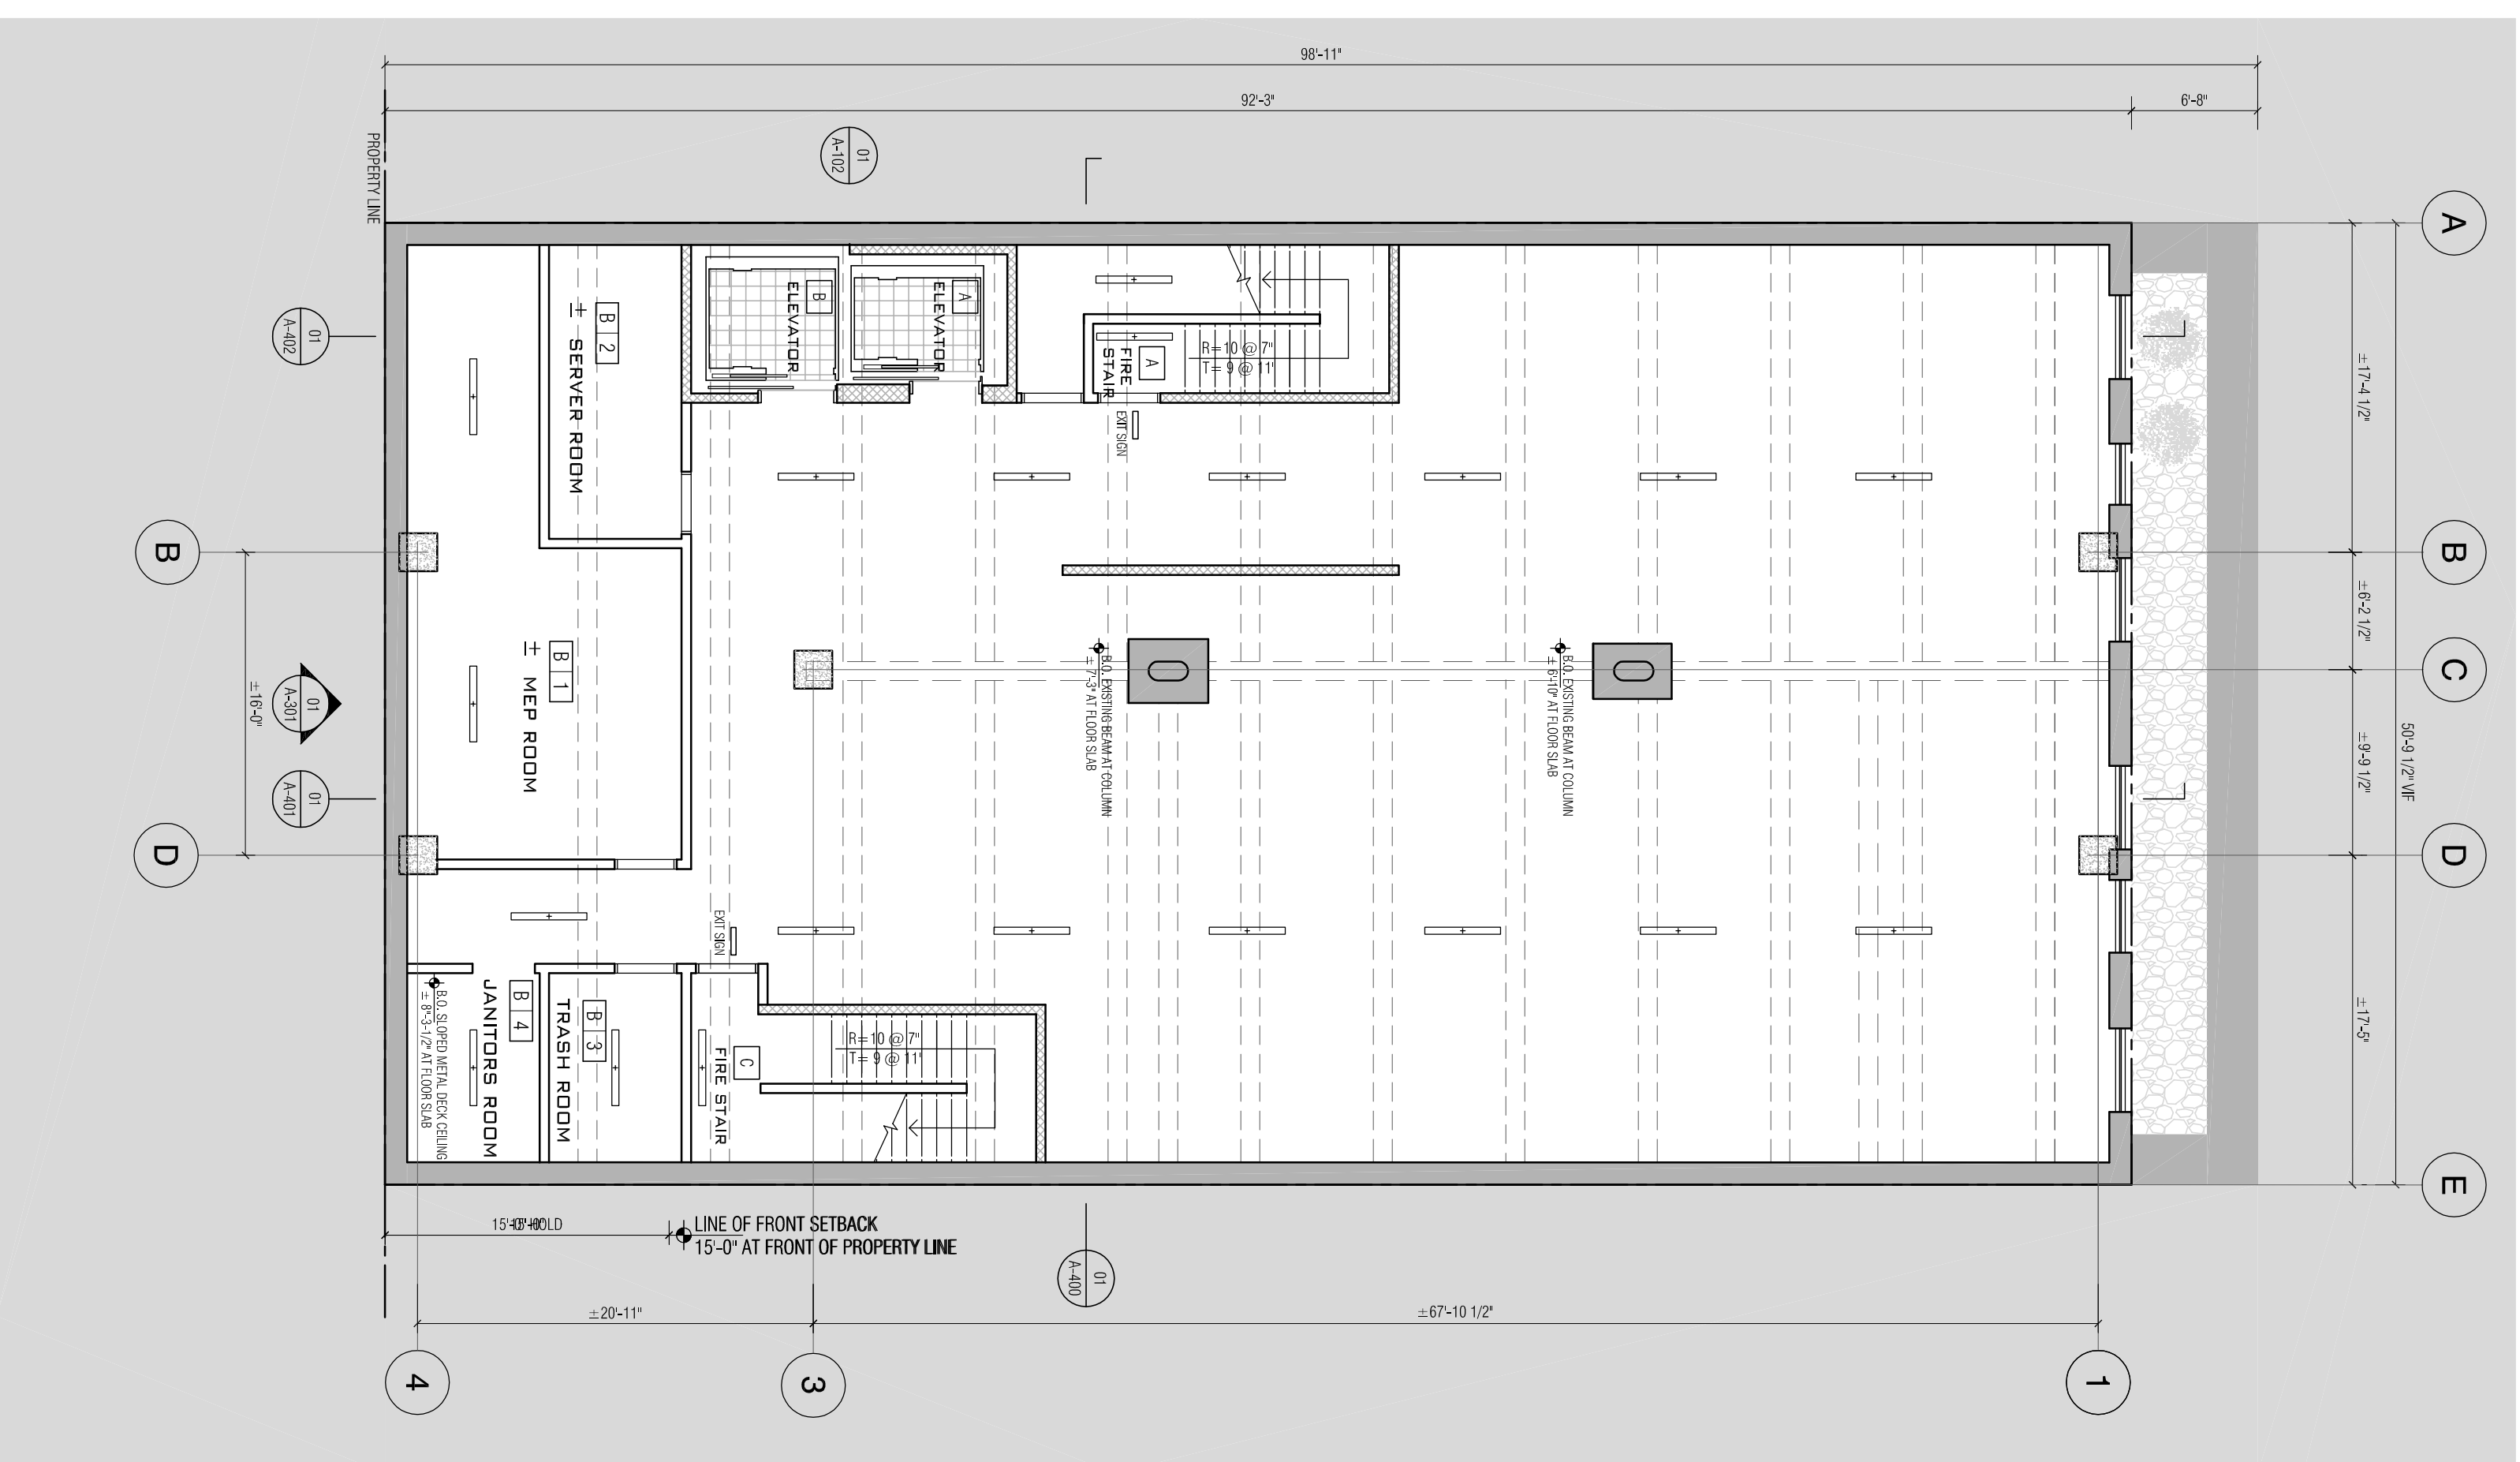 98'-11"
92'-3"
6'-8"
PROPERTY LINE
01
A-102
A
01
A-402
B
2
± SERVER ROOM
B
ELEVATOR
A
ELEVATOR
A
FIRE
STAIR
R=10 @ 7"
T= 9 @ 11"
EXIT SIGN
±17'-4 1/2"
B
B
±6'-2 1/2"
C
B
1
± MEP ROOM
±16'-0"
01
A-301
01
A-401
B.O. EXISTING BEAM AT COLUMN
± 7'-3" AT FLOOR SLAB
B.O. EXISTING BEAM AT COLUMN
± 6'10" AT FLOOR SLAB
50'-9 1/2" VIF
±9'-9 1/2"
D
D
EXIT SIGN
B.O. SLOPED METAL DECK CEILING
± 8"-3-1/2" AT FLOOR SLAB
B
4
JANITORS ROOM
B
3
TRASH ROOM
C
FIRE STAIR
R=10 @ 7"
T= 9 @ 11"
±17'-5"
E
15'-0" HOLD
LINE OF FRONT SETBACK
15'-0" AT FRONT OF PROPERTY LINE
01
A-400
±20'-11"
±67'-10 1/2"
4
3
1